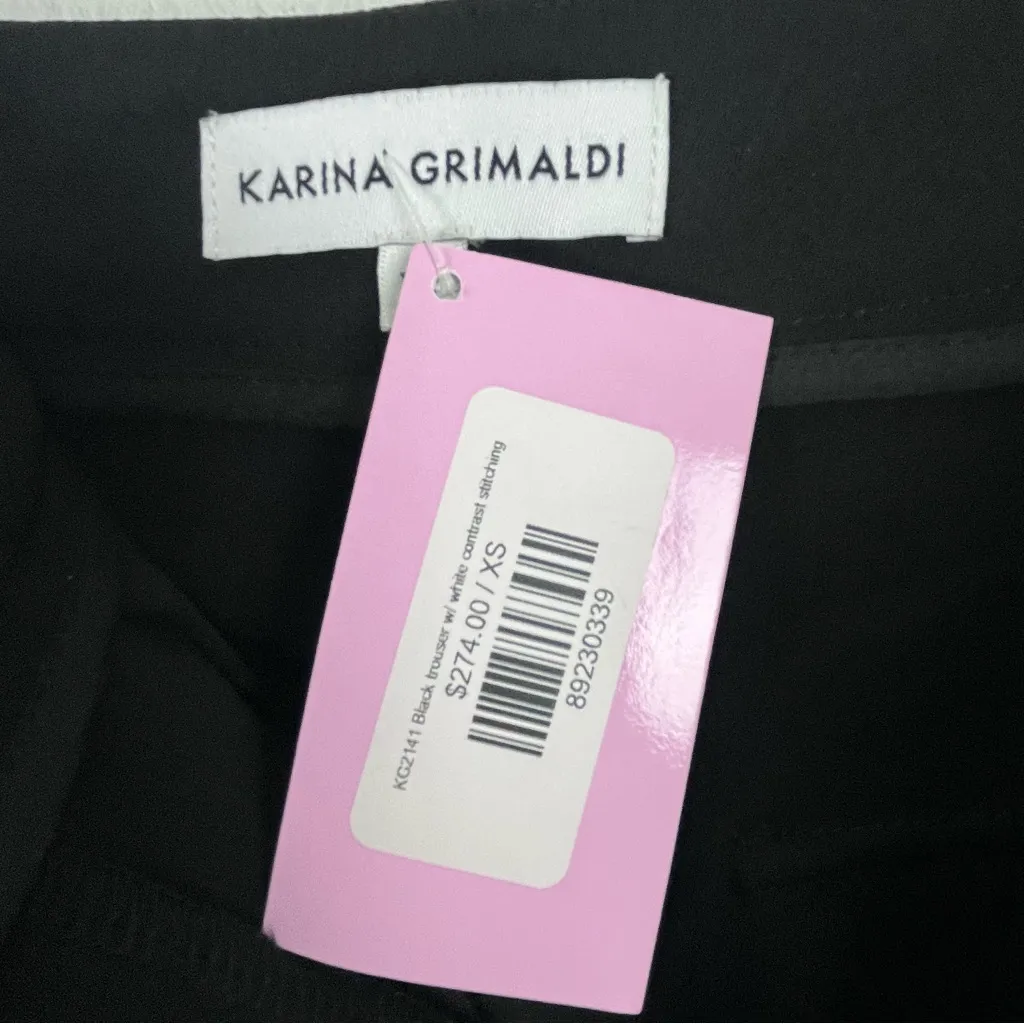 KARINA GRIMALDI
KG2141 Black trouser w/ white contrast stitching
$274.00 / XS
89230339